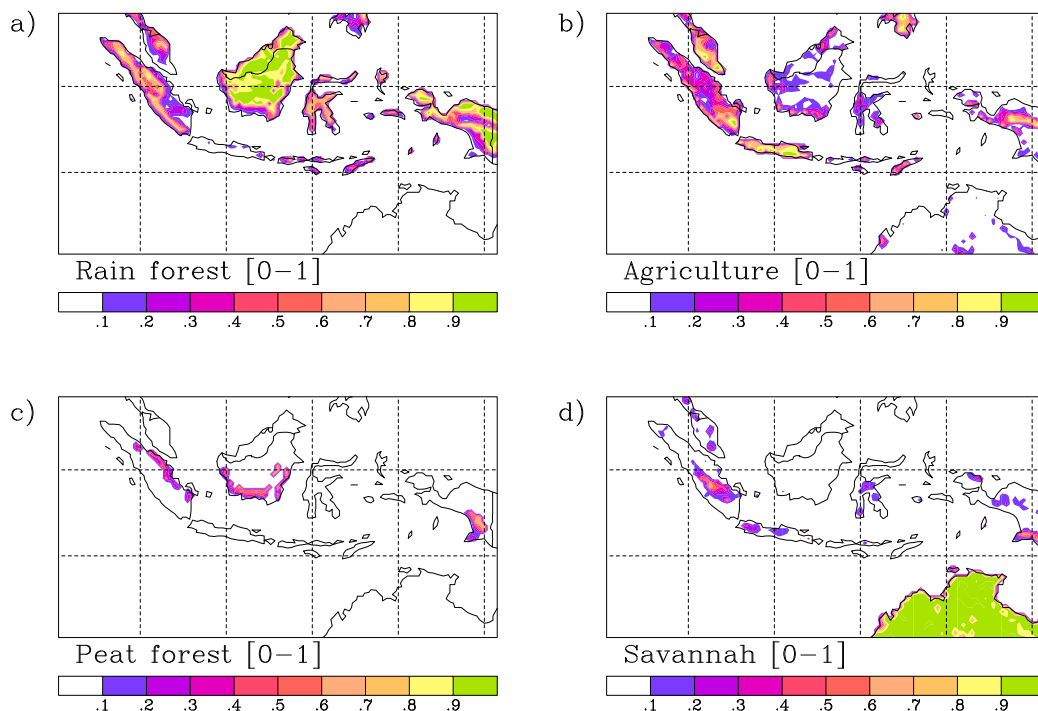 a)
Rain forest [0-1]
.1 .2 .3 .4 .5 .6 .7 .8 .9
b)
Agriculture [0-1]
.1 .2 .3 .4 .5 .6 .7 .8 .9
c)
Peat forest [0-1]
.1 .2 .3 .4 .5 .6 .7 .8 .9
d)
Savannah [0-1]
.1 .2 .3 .4 .5 .6 .7 .8 .9